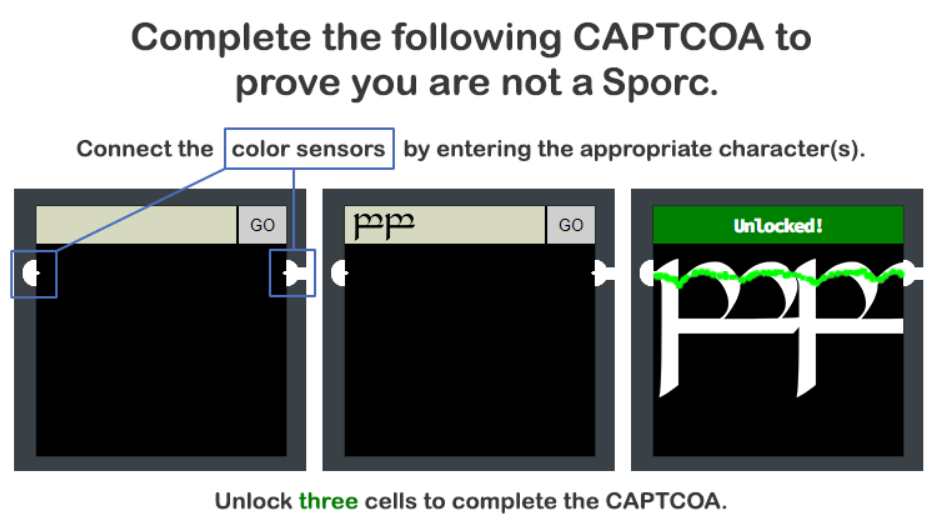 Complete the following CAPTCOA to
prove you are not a Sporc.
Connect the color sensors by entering the appropriate character(s).
GO
GO
Unlocked!
Unlock three cells to complete the CAPTCOA.